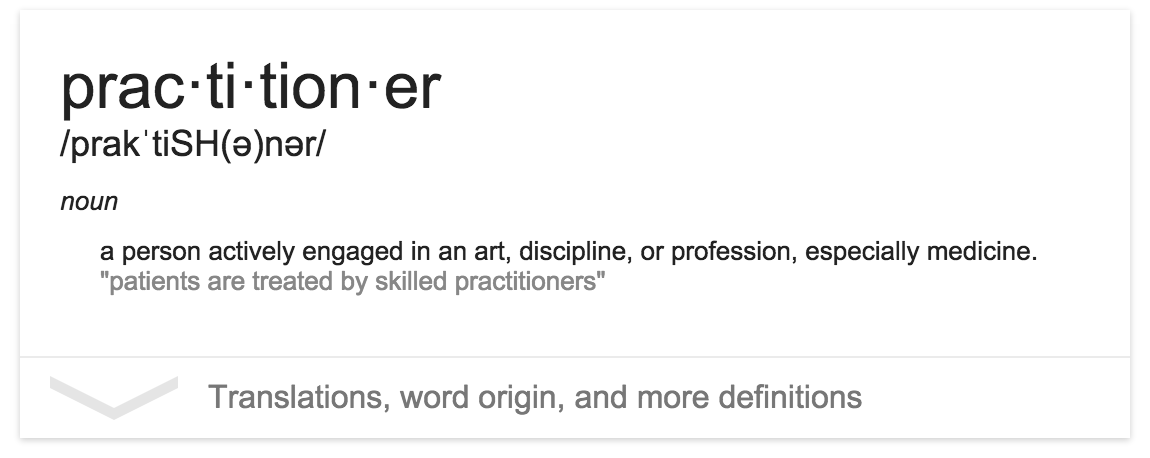 prac·ti·tion·er
/prakˈtiSH(ə)nər/
noun
a person actively engaged in an art, discipline, or profession, especially medicine.
"patients are treated by skilled practitioners"
Translations, word origin, and more definitions